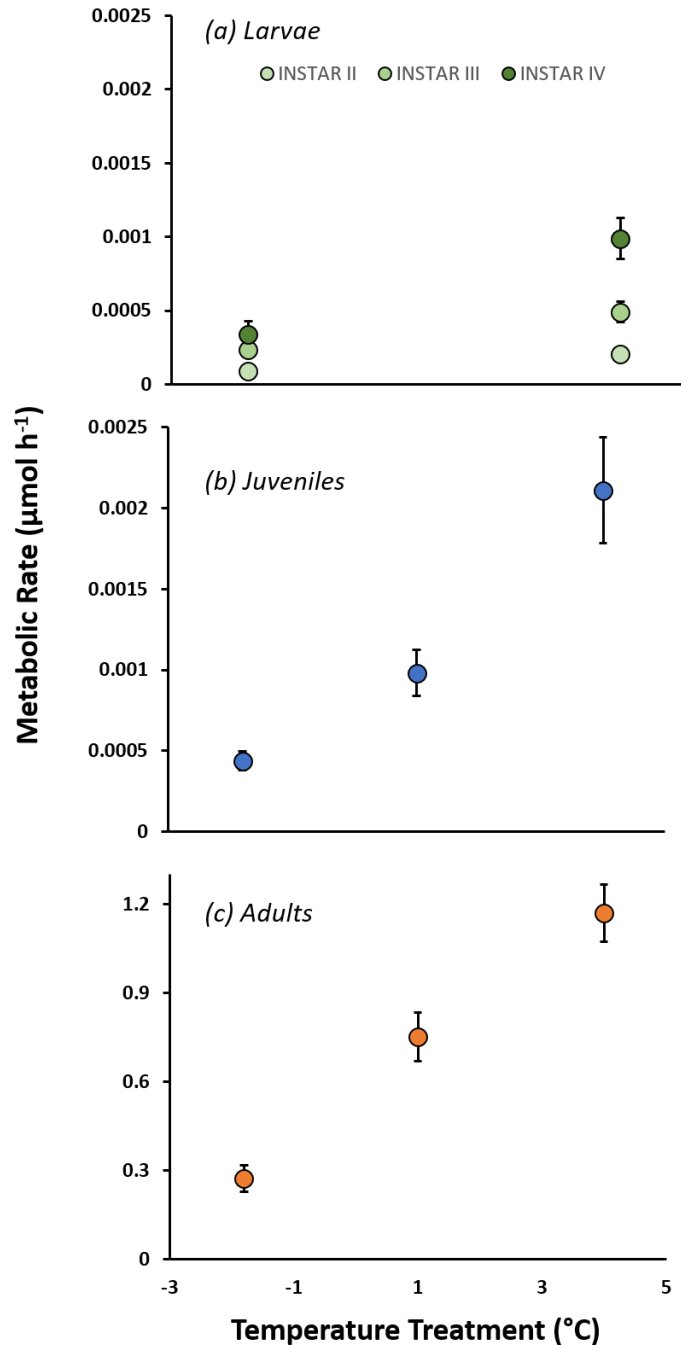 (a) Larvae
INSTAR II INSTAR III INSTAR IV
0.0025
0.002
0.0015
0.001
0.0005
0
Metabolic Rate (µmol h⁻¹)
(b) Juveniles
0.0025
0.002
0.0015
0.001
0.0005
0
(c) Adults
1.2
0.9
0.6
0.3
0
-3 -1 1 3 5
Temperature Treatment (°C)